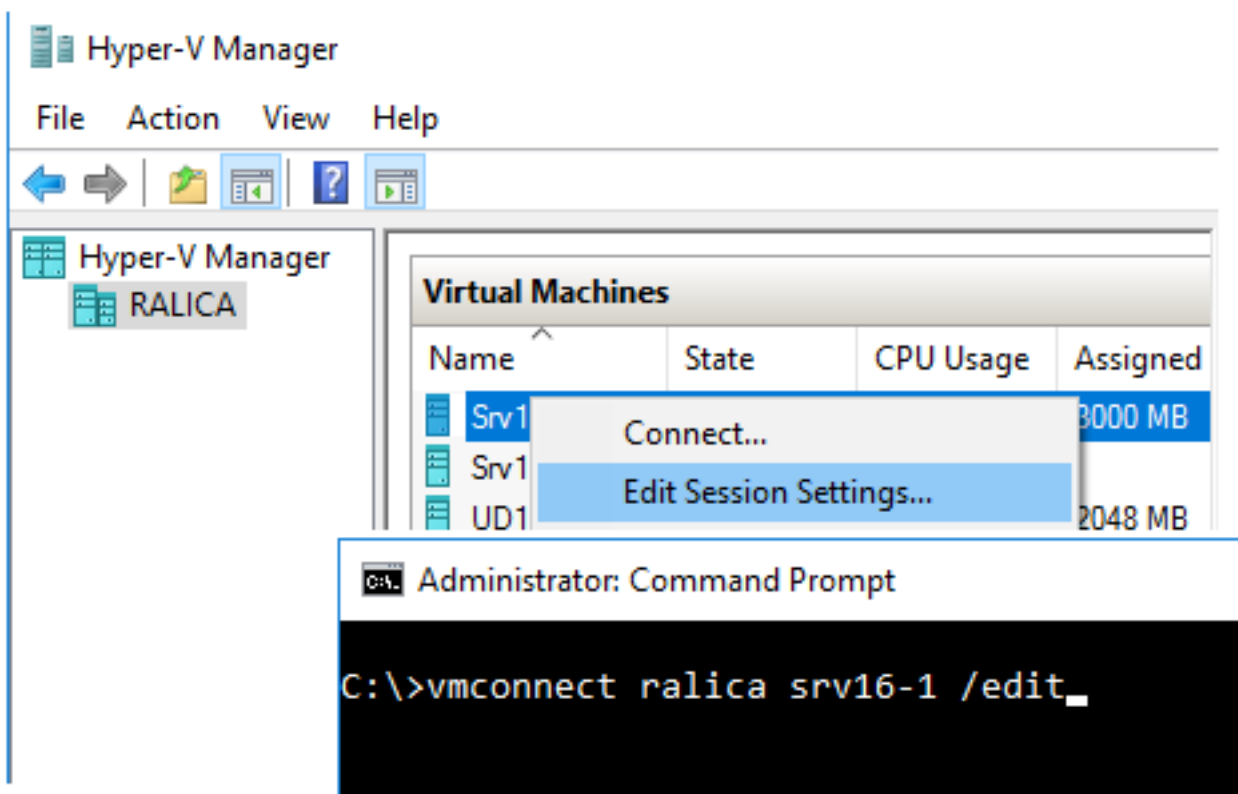 Hyper-V Manager
File Action View Help
Hyper-V Manager
RALICA
Virtual Machines
Name State CPU Usage Assigned
Srv1 3000 MB
Connect...
Srv1
Edit Session Settings...
UD1 2048 MB
Administrator: Command Prompt
C:\>vmconnect ralica srv16-1 /edit